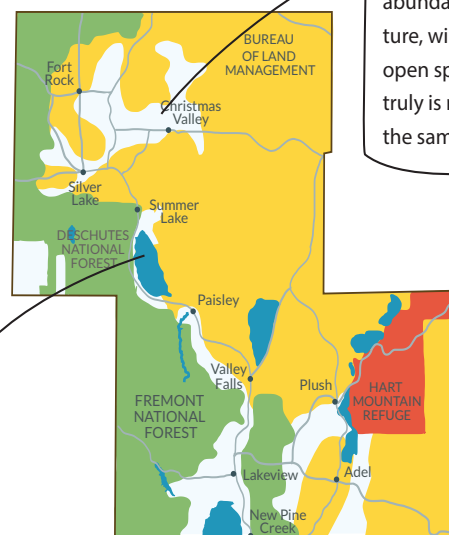 abunda
ture, wi
open sp
truly is
the sam
BUREAU
OF LAND
MANAGEMENT
Fort
Rock
Christmas
Valley
Silver
Lake
Summer
Lake
DESCHUTES
NATIONAL
FOREST
Paisley
Valley
Falls
Plush
HART
MOUNTAIN
REFUGE
FREMONT
NATIONAL
FOREST
Lakeview
Adel
New Pine
Creek